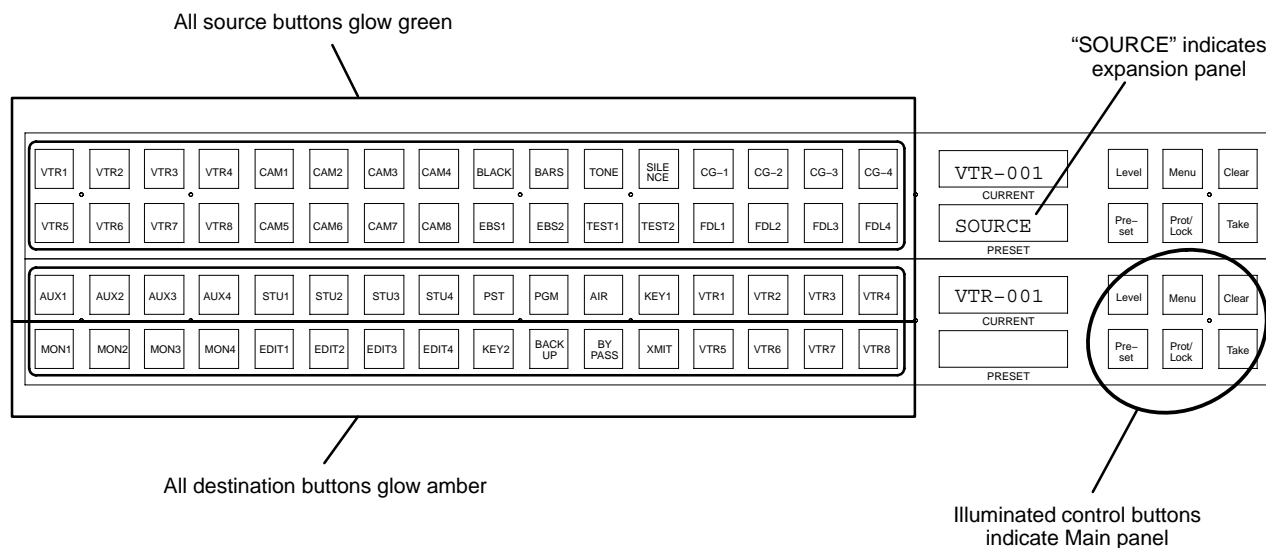 All source buttons glow green
“SOURCE” indicates
expansion panel
VTR1 VTR2 VTR3 VTR4 CAM1 CAM2 CAM3 CAM4 BLACK BARS TONE SILE
NCE CG−1 CG−2 CG−3 CG−4
VTR−001
CURRENT
Level Menu Clear
VTR5 VTR6 VTR7 VTR8 CAM5 CAM6 CAM7 CAM8 EBS1 EBS2 TEST1 TEST2 FDL1 FDL2 FDL3 FDL4
SOURCE
PRESET
Pre−
set
Prot/
Lock
Take
AUX1 AUX2 AUX3 AUX4 STU1 STU2 STU3 STU4 PST PGM AIR KEY1 VTR1 VTR2 VTR3 VTR4
VTR−001
CURRENT
Level Menu Clear
MON1 MON2 MON3 MON4 EDIT1 EDIT2 EDIT3 EDIT4 KEY2 BACK
UP
BY
PASS
XMIT VTR5 VTR6 VTR7 VTR8
PRESET
Pre−
set
Prot/
Lock
Take
All destination buttons glow amber
Illuminated control buttons
indicate Main panel